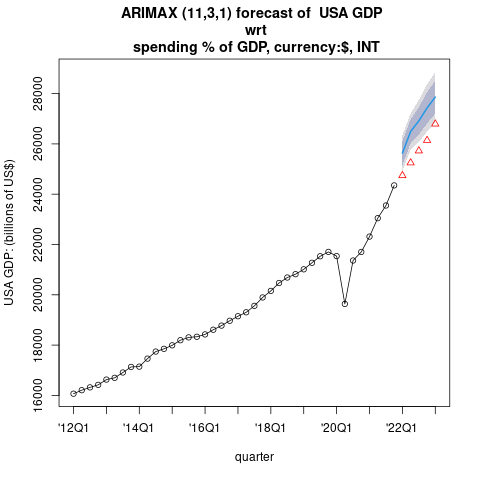 ARIMAX (11,3,1) forecast of  USA GDP
wrt
spending % of GDP, currency:$, INT
USA GDP: (billions of US$)
28000
26000
24000
22000
20000
18000
16000
'12Q1 '14Q1 '16Q1 '18Q1 '20Q1 '22Q1
quarter